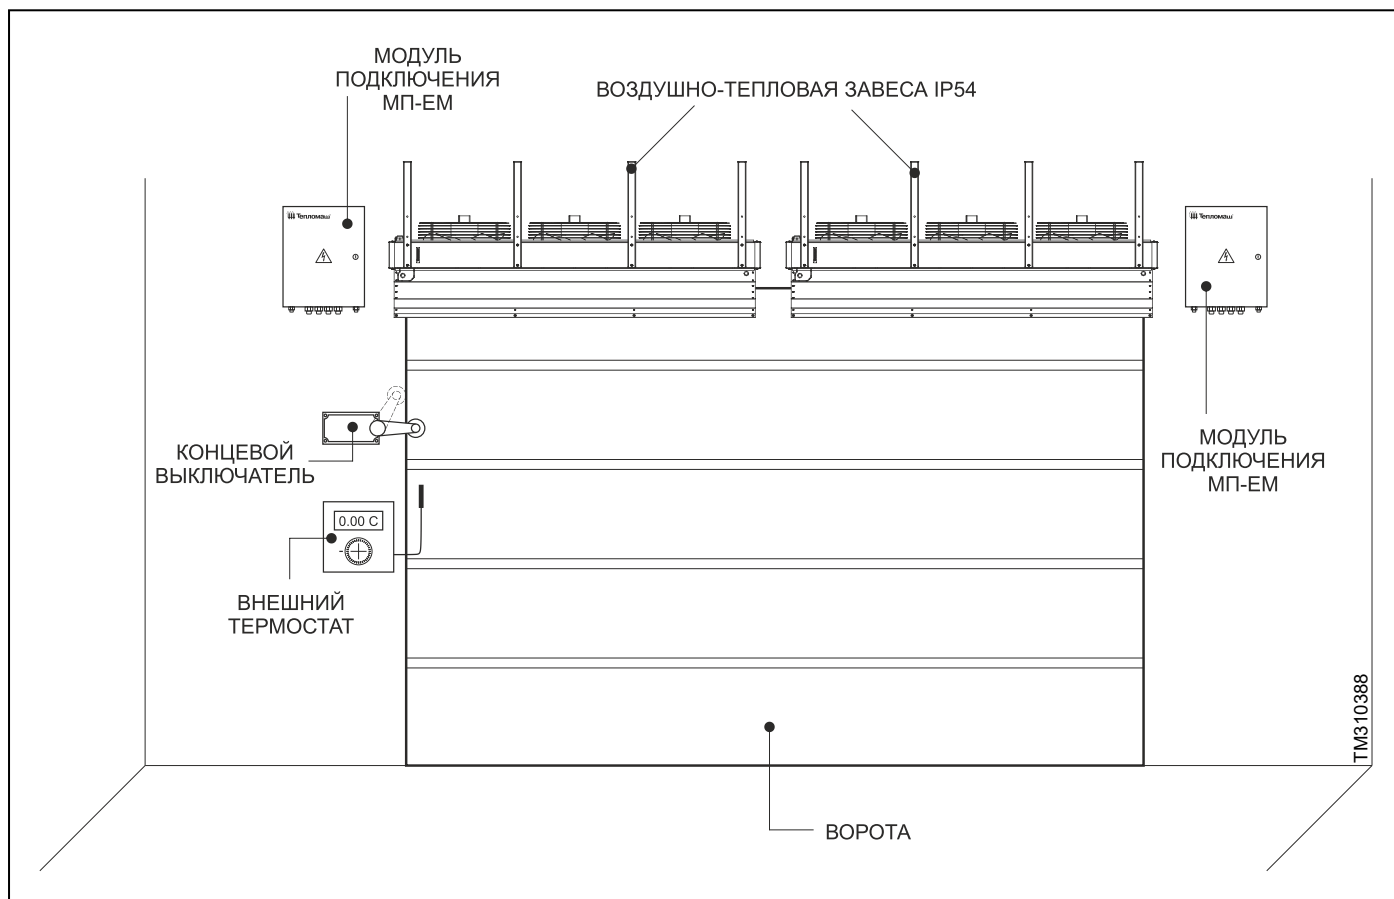 МОДУЛЬ
ПОДКЛЮЧЕНИЯ
МП-ЕМ
ВОЗДУШНО-ТЕПЛОВАЯ ЗАВЕСА IP54
Тепломаш
Тепломаш
КОНЦЕВОЙ
ВЫКЛЮЧАТЕЛЬ
МОДУЛЬ
ПОДКЛЮЧЕНИЯ
МП-ЕМ
0.00 C
ВНЕШНИЙ
ТЕРМОСТАТ
ВОРОТА
TM310388